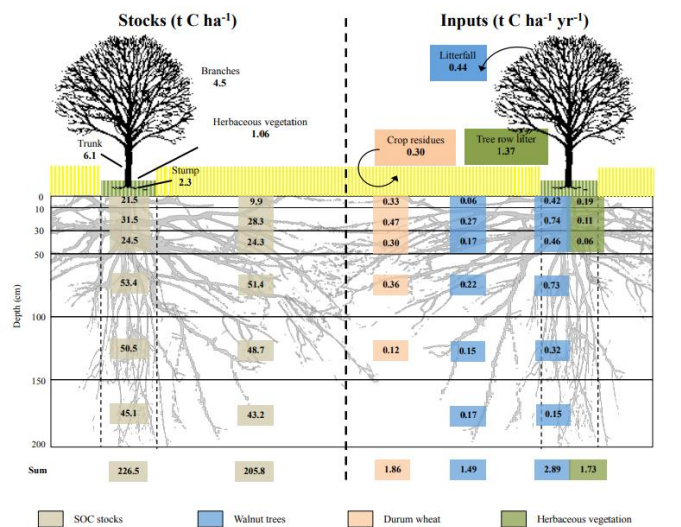 Stocks (t C ha-1)
Inputs (t C ha-1 yr-1)
Litterfall
0.44
Branches
4.5
Herbaceous vegetation
1.06
Trunk
6.1
Stump
2.3
Crop residues
0.30
Tree row litter
1.37
0
10
30
50
100
150
200
Depth (cm)
21.5 9.9 0.33 0.06 0.42 0.19
31.5 28.3 0.47 0.27 0.74 0.11
24.5 24.3 0.30 0.17 0.46 0.06
53.4 51.4 0.36 0.22 0.73
50.5 48.7 0.12 0.15 0.32
45.1 43.2 0.17 0.15
Sum 226.5 205.8 1.86 1.49 2.89 1.73
SOC stocks Walnut trees Durum wheat Herbaceous vegetation